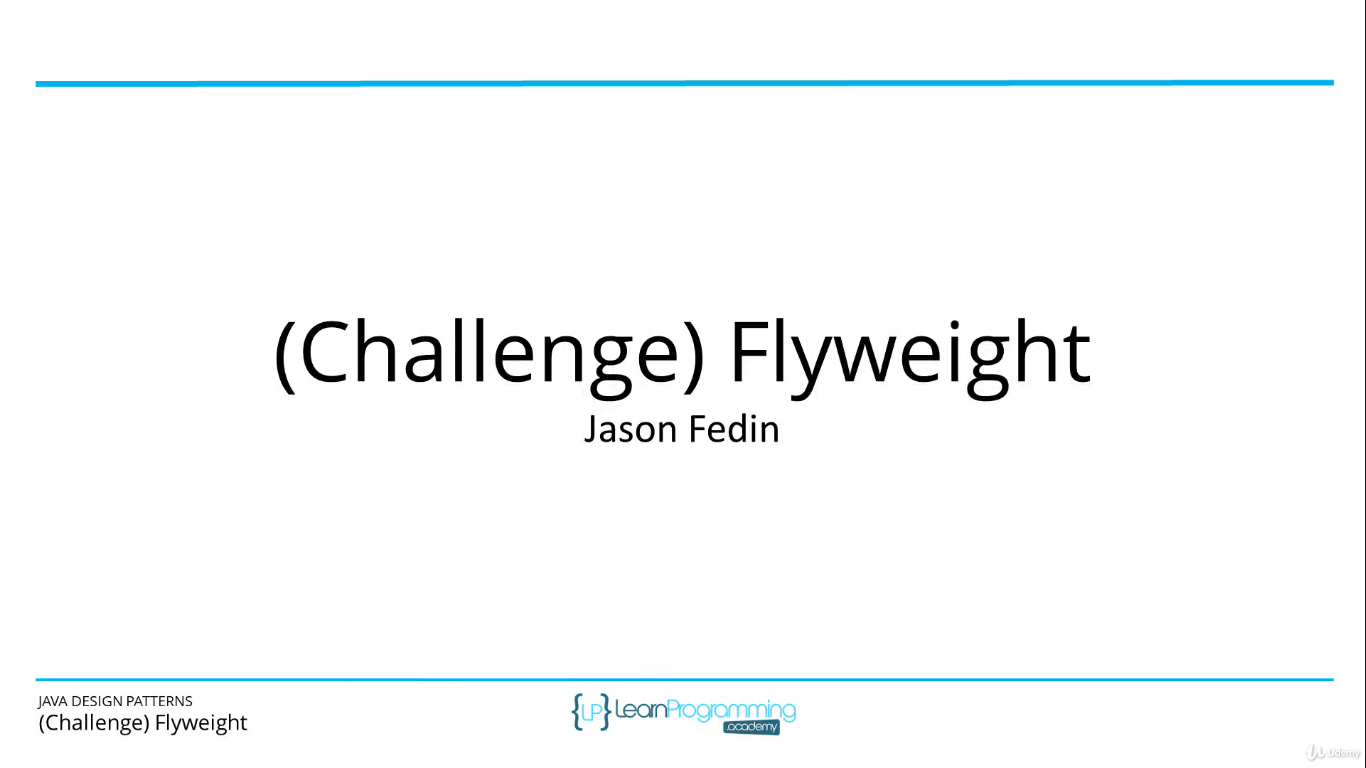 (Challenge) Flyweight
Jason Fedin
JAVA DESIGN PATTERNS
(Challenge) Flyweight
{LP} LearnProgramming
.academy
Udemy